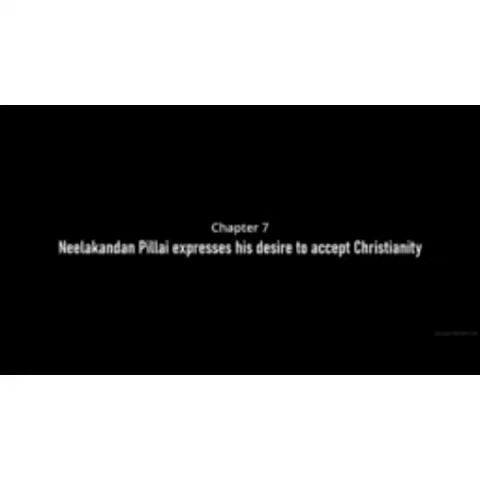 Chapter 7
Neelakandan Pillai expresses his desire to accept Christianity